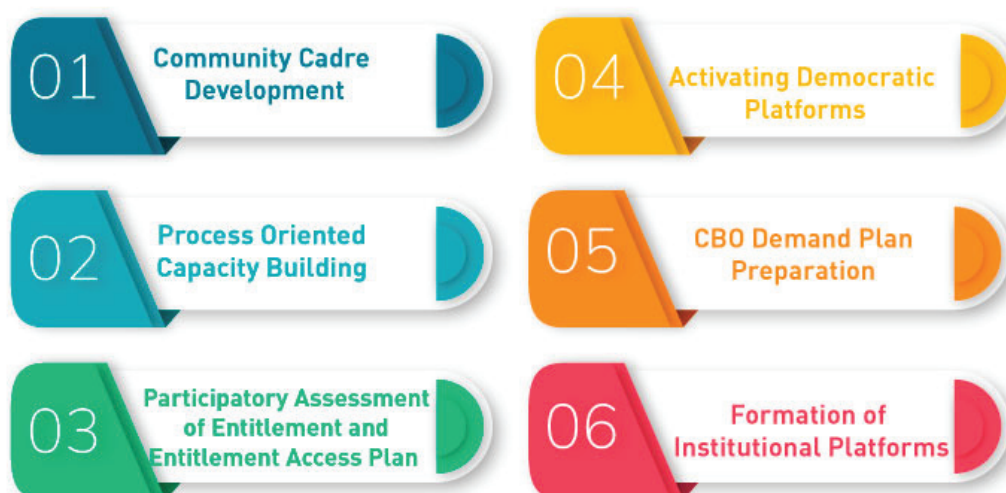 01
Community Cadre
Development
02
Process Oriented
Capacity Building
03
Participatory Assessment
of Entitlement and
Entitlement Access Plan
04
Activating Democratic
Platforms
05
CBO Demand Plan
Preparation
06
Formation of
Institutional Platforms